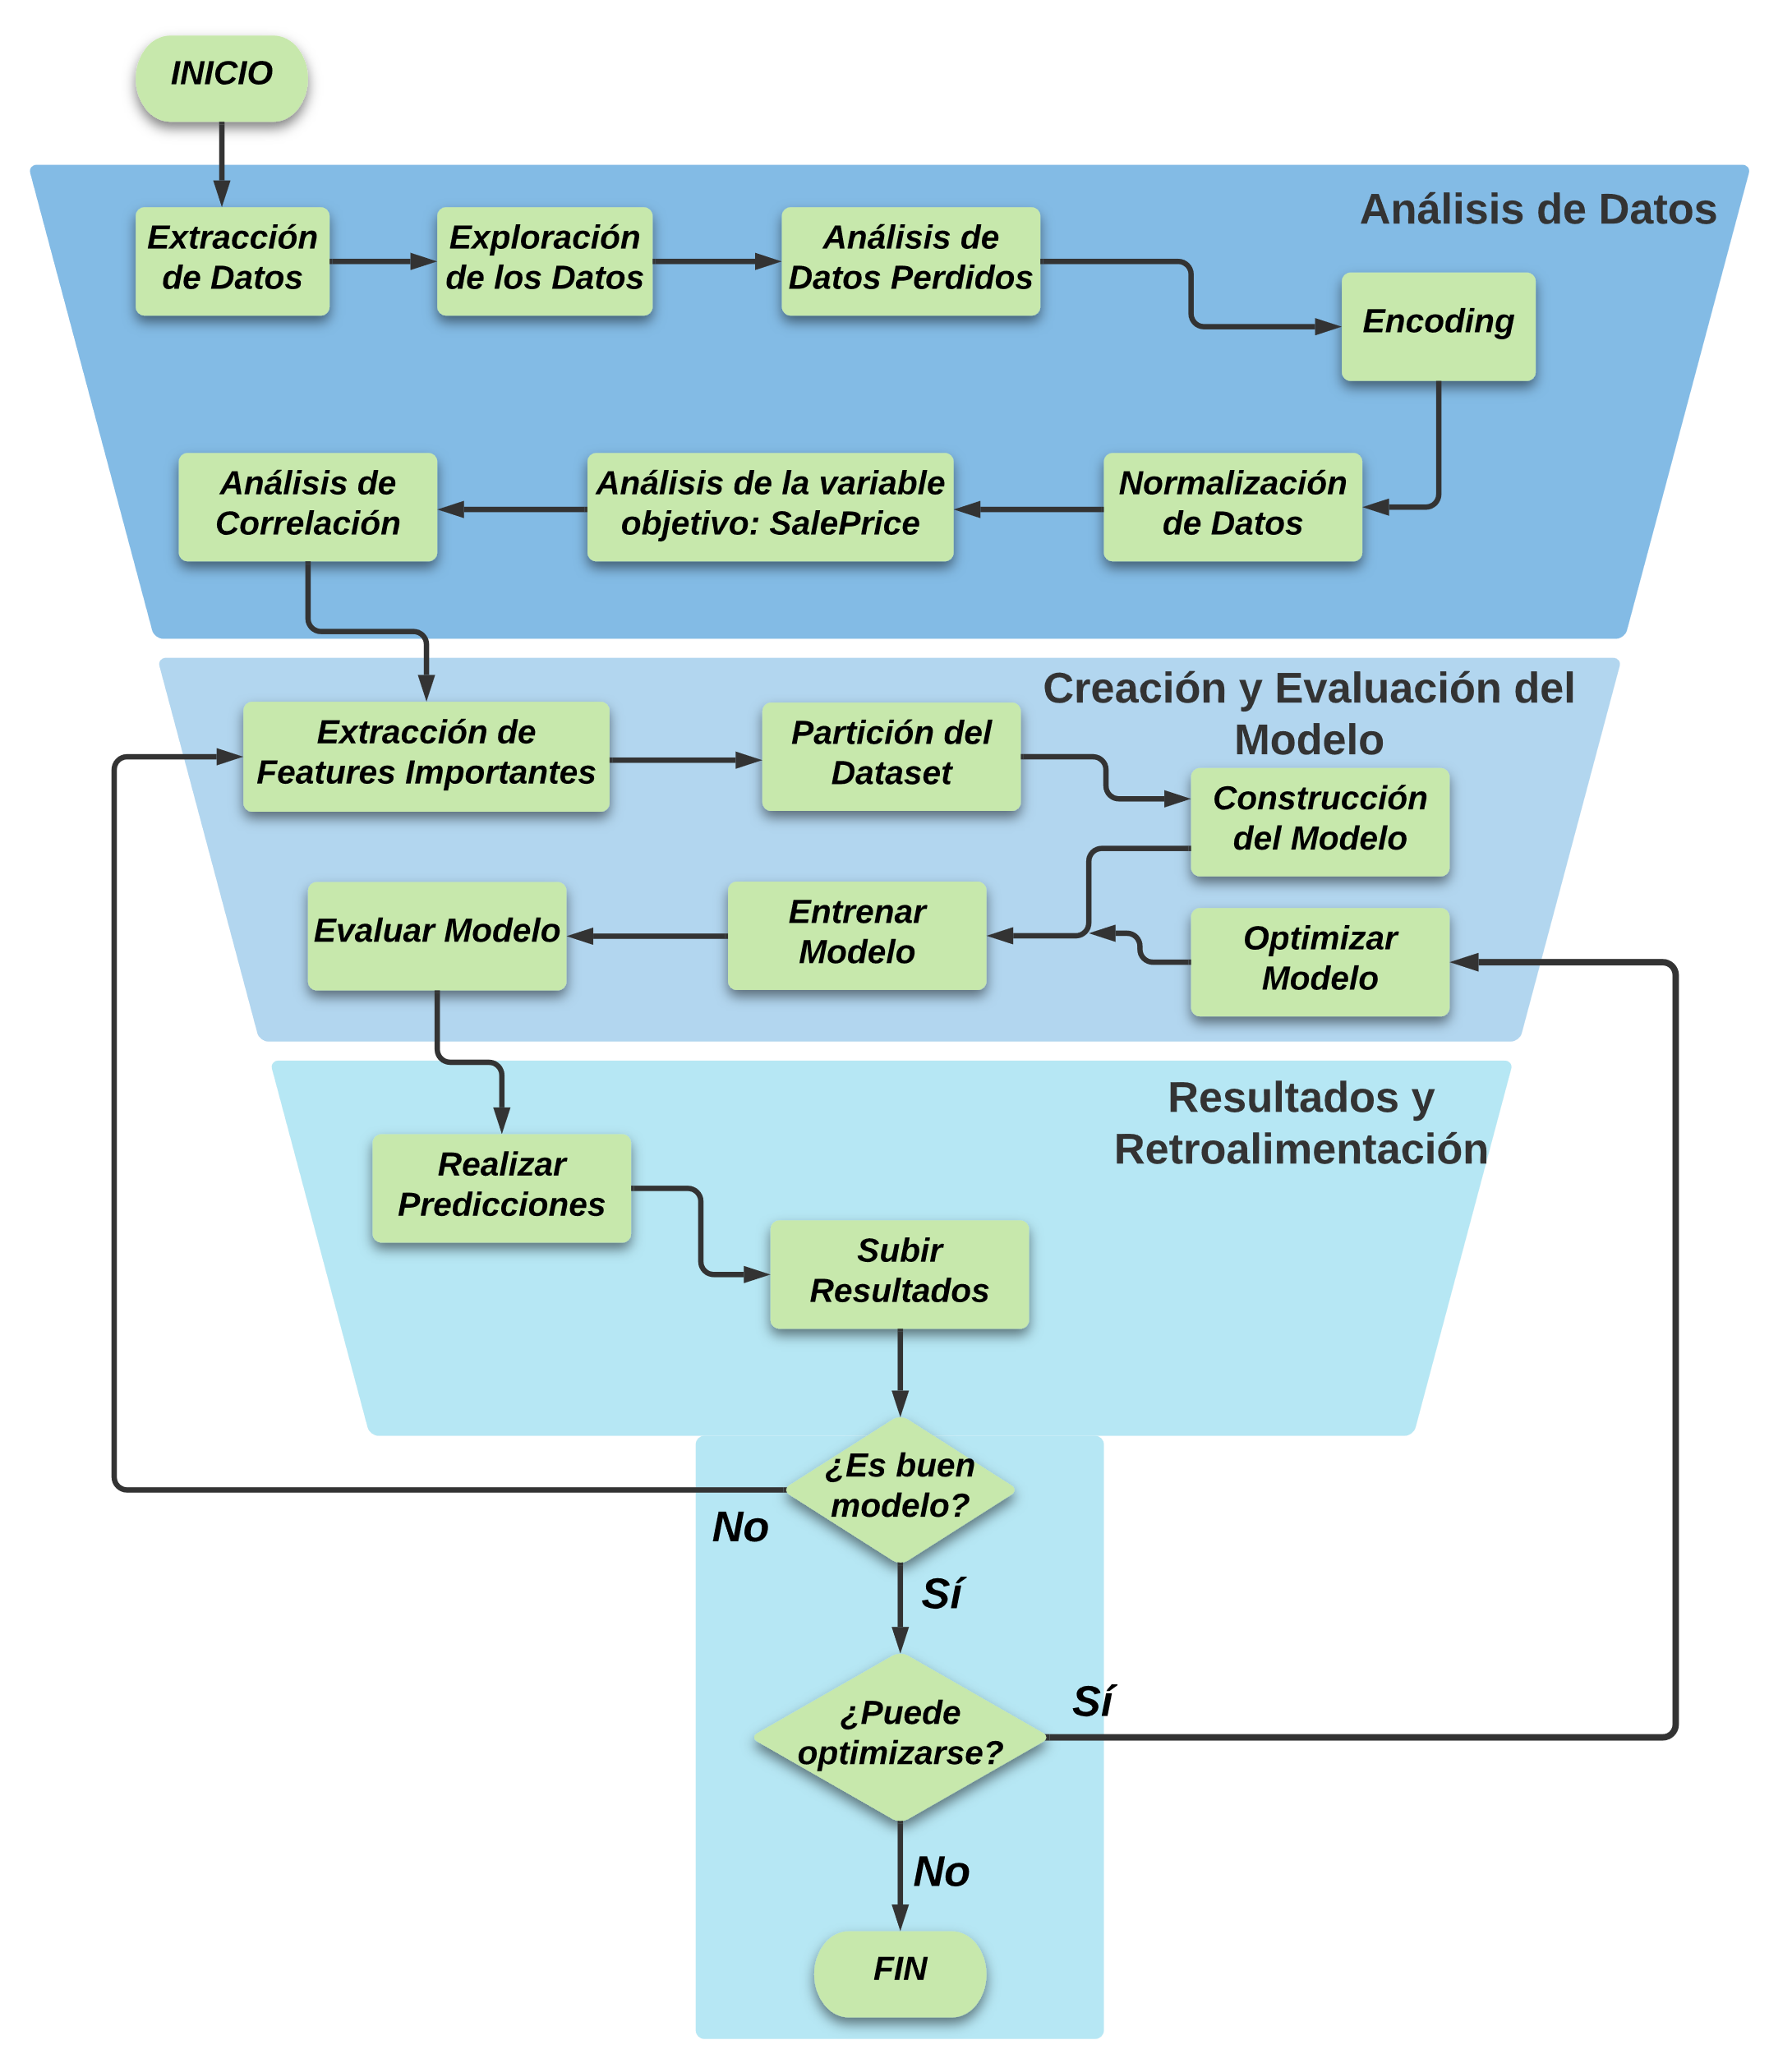 INICIO
Análisis de Datos
Extracción
de Datos
Exploración
de los Datos
Análisis de
Datos Perdidos
Encoding
Normalización
de Datos
Análisis de la variable
objetivo: SalePrice
Análisis de
Correlación
Creación y Evaluación del
Modelo
Extracción de
Features Importantes
Partición del
Dataset
Construcción
del Modelo
Optimizar
Modelo
Entrenar
Modelo
Evaluar Modelo
Resultados y
Retroalimentación
Realizar
Predicciones
Subir
Resultados
¿Es buen
modelo?
No
Sí
¿Puede
optimizarse?
Sí
No
FIN